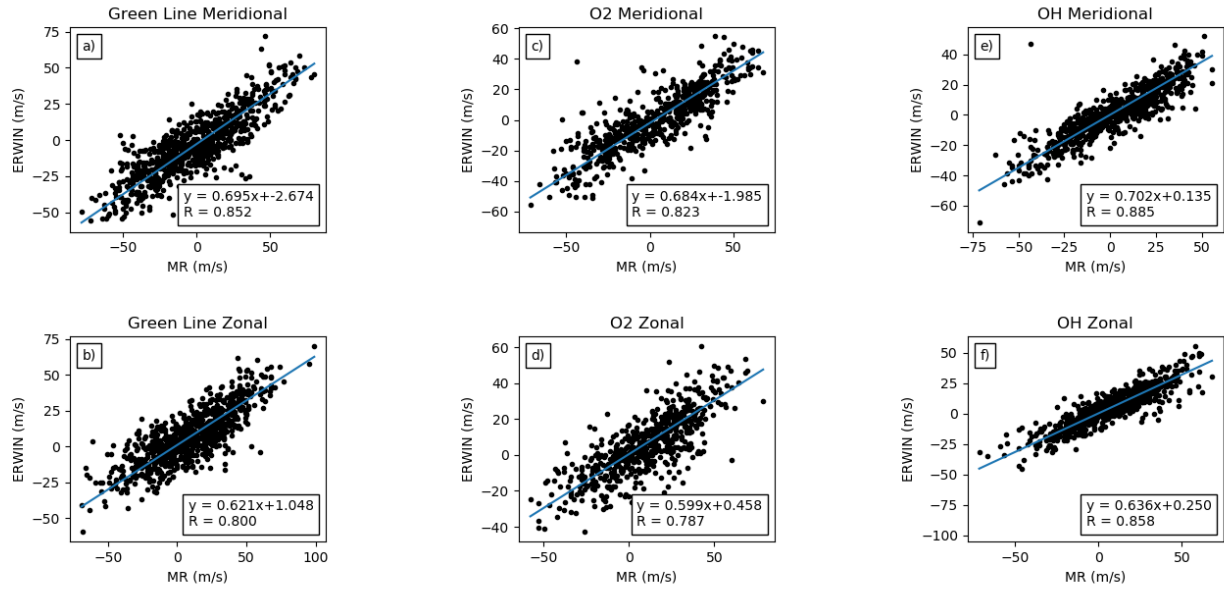 Green Line Meridional
a)
75
50
25
0
−25
−50
ERWIN (m/s)
y = 0.695x+-2.674
R = 0.852
−50
0
50
MR (m/s)
O2 Meridional
c)
60
40
20
0
−20
−40
−60
ERWIN (m/s)
y = 0.684x+-1.985
R = 0.823
−50
0
50
MR (m/s)
OH Meridional
e)
40
20
0
−20
−40
−60
ERWIN (m/s)
y = 0.702x+0.135
R = 0.885
−75
−50
−25
0
25
50
MR (m/s)
Green Line Zonal
b)
75
50
25
0
−25
−50
ERWIN (m/s)
y = 0.621x+1.048
R = 0.800
−50
0
50
100
MR (m/s)
O2 Zonal
d)
60
40
20
0
−20
−40
ERWIN (m/s)
y = 0.599x+0.458
R = 0.787
−50
0
50
MR (m/s)
OH Zonal
f)
50
25
0
−25
−50
−75
−100
ERWIN (m/s)
y = 0.636x+0.250
R = 0.858
−50
0
50
MR (m/s)